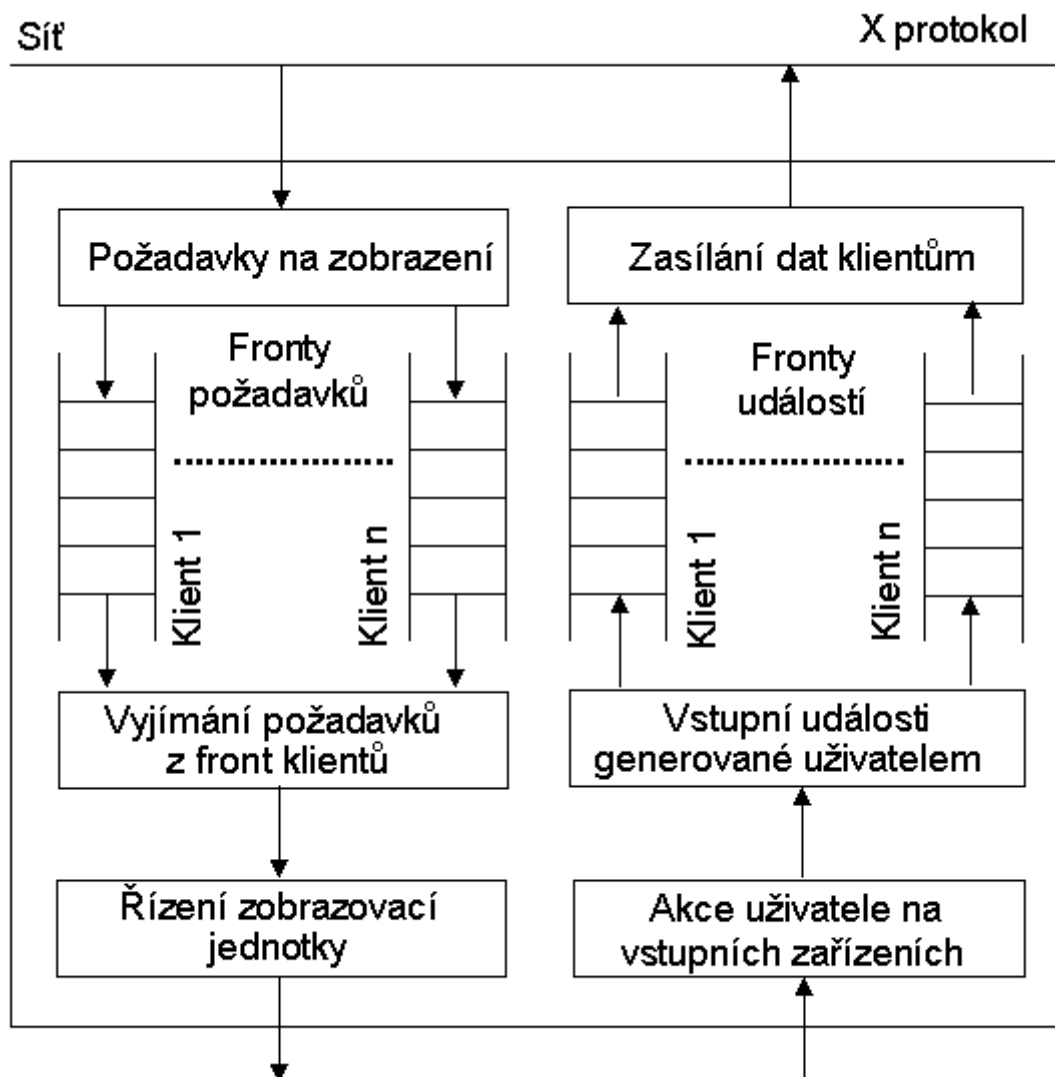 Síť
X protokol
Požadavky na zobrazení
Zasílání dat klientům
Fronty
požadavků
Fronty
událostí
Klient 1
Klient n
Klient 1
Klient n
Vyjímání požadavků
z front klientů
Vstupní události
generované uživatelem
Řízení zobrazovací
jednotky
Akce uživatele na
vstupních zařízeních